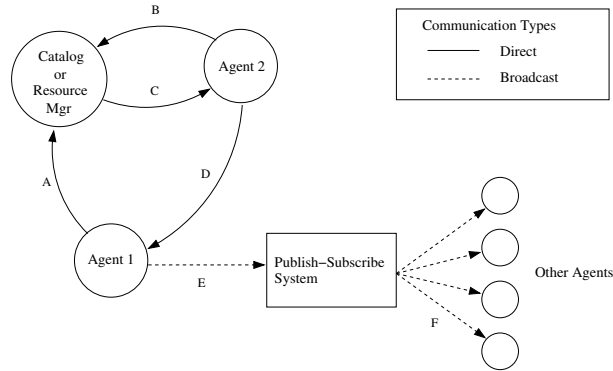 B
Catalog
or
Resource
Mgr
Agent 2
C
A
D
Agent 1
E
Publish−Subscribe
System
F
Other Agents
Communication Types
Direct
Broadcast